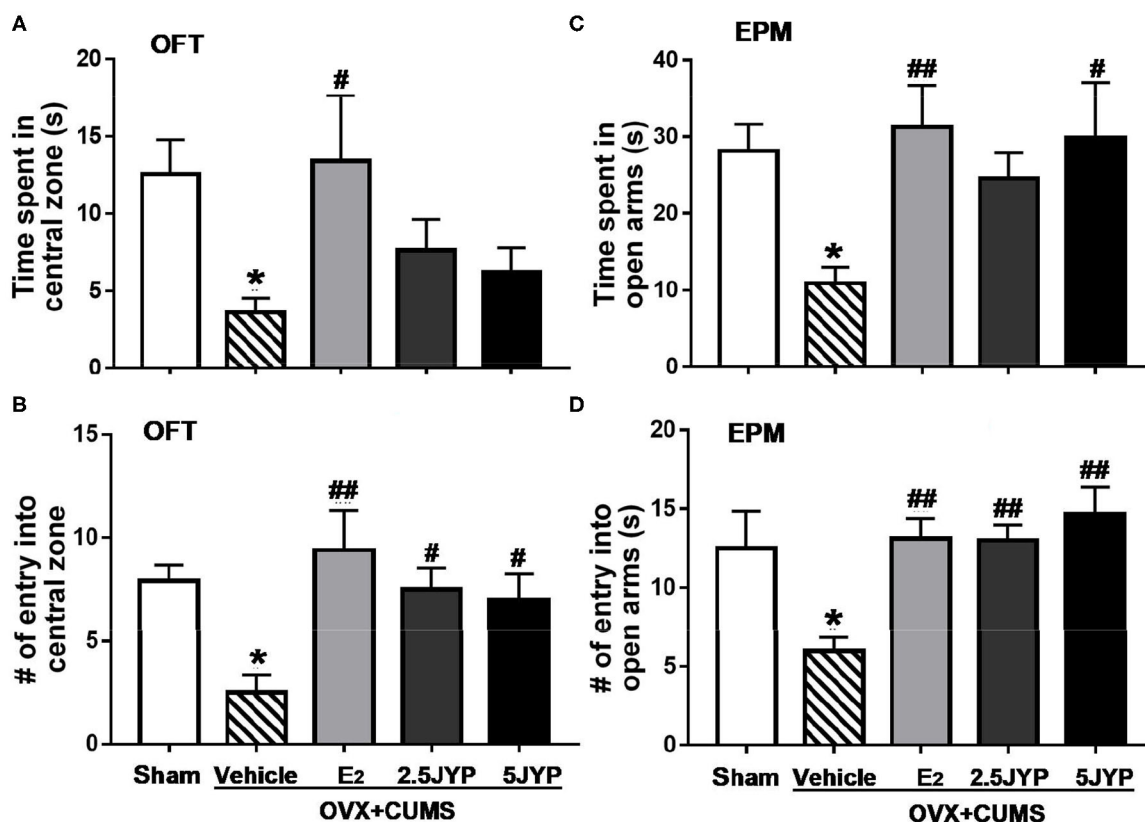 A
OFT
Time spent in
central zone (s)
20
15
10
5
0
*
#
C
EPM
Time spent in
open arms (s)
40
30
20
10
0
*
##
#
B
OFT
# of entry into
central zone
15
10
5
0
*
##
#
#
Sham Vehicle E2 2.5JYP 5JYP
OVX+CUMS
D
EPM
# of entry into
open arms (s)
20
15
10
5
0
*
##
##
##
Sham Vehicle E2 2.5JYP 5JYP
OVX+CUMS